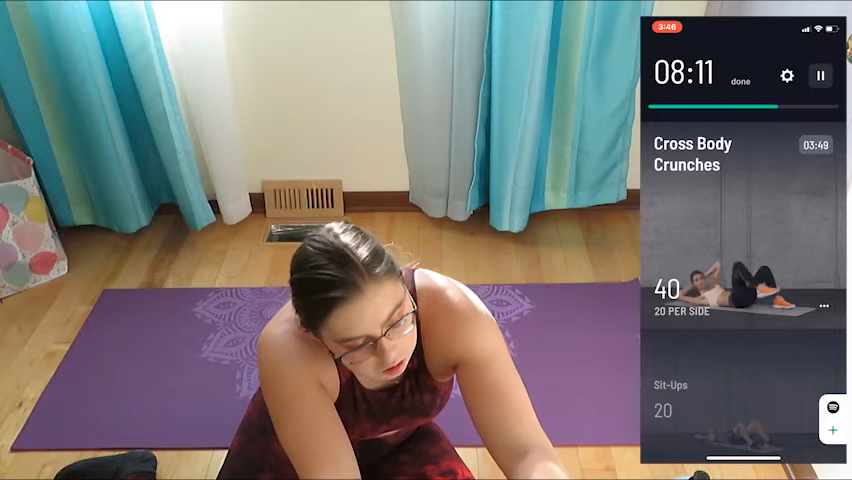 3:46
08:11
done
Cross Body
Crunches
03:49
40
20 PER SIDE
Sit-Ups
20